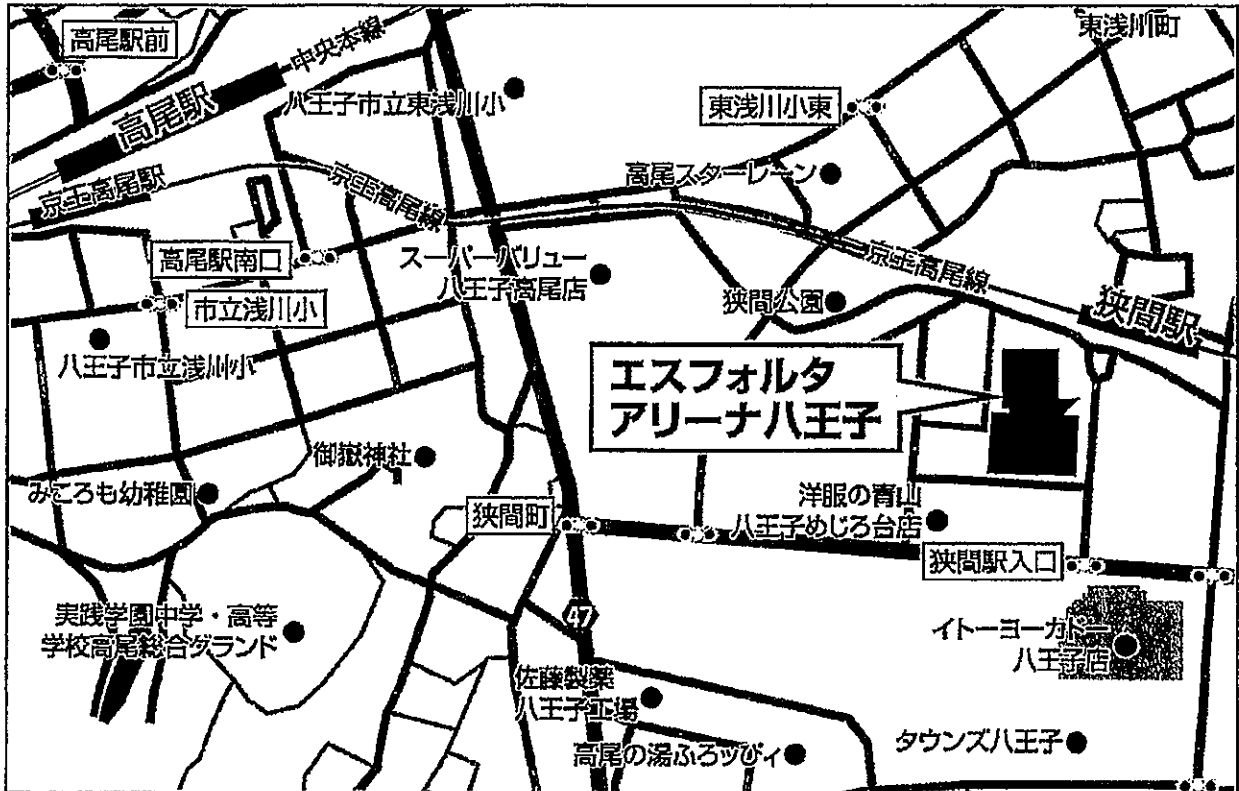 高尾駅前
中央本線
東浅川町
高尾駅
八王子市立東浅川小
東浅川小東
京王高尾駅
京王高尾線
高尾スターレーン
高尾駅南口
スーパーバリュー
八王子高尾店
京王高尾線
狭間公園
狭間駅
市立浅川小
八王子市立浅川小
エスフォルタ
アリーナ八王子
御嶽神社
みころも幼稚園
狭間町
洋服の青山
八王子めじろ台店
狭間駅入口
実践学園中学・高等
学校高尾総合グランド
47
イトーヨーカドー
八王子店
佐藤製薬
八王子工場
高尾の湯ふろッぴィ
タウンズ八王子